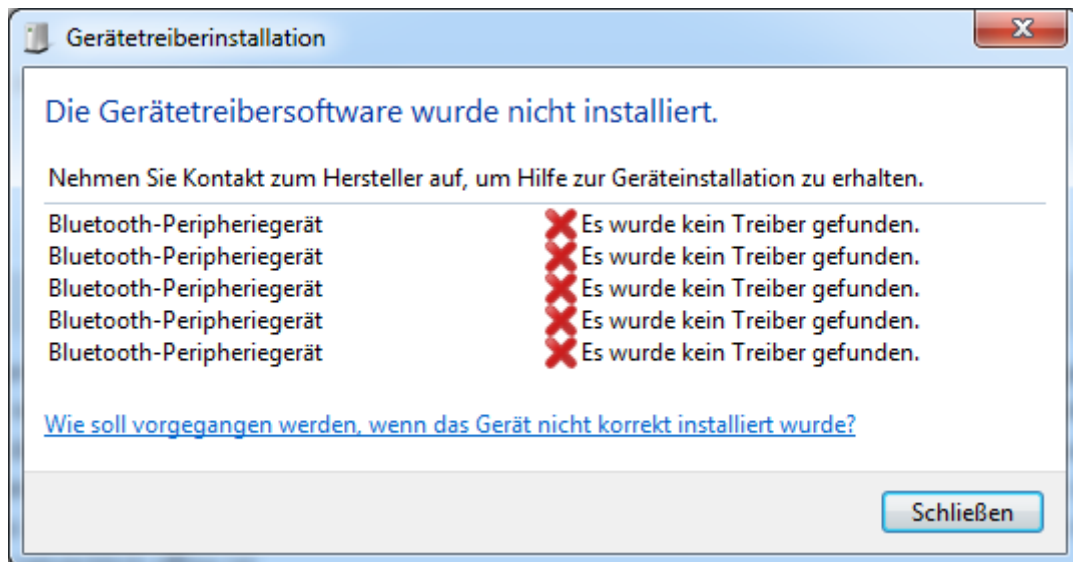 Gerätetreiberinstallation
Die Gerätetreibersoftware wurde nicht installiert.
Nehmen Sie Kontakt zum Hersteller auf, um Hilfe zur Geräteinstallation zu erhalten.
Bluetooth-Peripheriegerät Es wurde kein Treiber gefunden.
Bluetooth-Peripheriegerät Es wurde kein Treiber gefunden.
Bluetooth-Peripheriegerät Es wurde kein Treiber gefunden.
Bluetooth-Peripheriegerät Es wurde kein Treiber gefunden.
Bluetooth-Peripheriegerät Es wurde kein Treiber gefunden.
Wie soll vorgegangen werden, wenn das Gerät nicht korrekt installiert wurde?
Schließen